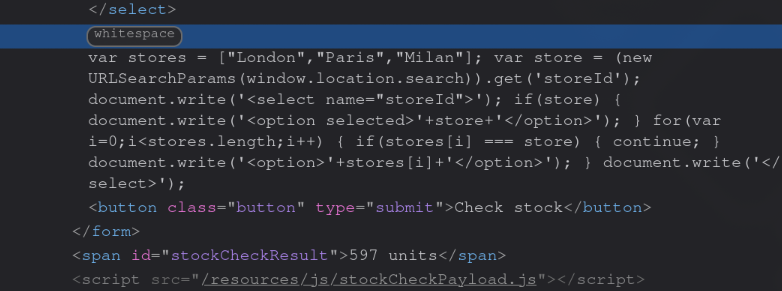 </select>
whitespace
var stores = ["London","Paris","Milan"]; var store = (new
URLSearchParams(window.location.search)).get('storeId');
document.write('<select name="storeId">'); if(store) {
document.write('<option selected>'+store+'</option>'); } for(var
i=0;i<stores.length;i++) { if(stores[i] === store) { continue; }
document.write('<option>'+stores[i]+'</option>'); } document.write('</
select>');
<button class="button" type="submit">Check stock</button>
</form>
<span id="stockCheckResult">597 units</span>
<script src="/resources/js/stockCheckPayload.js"></script>